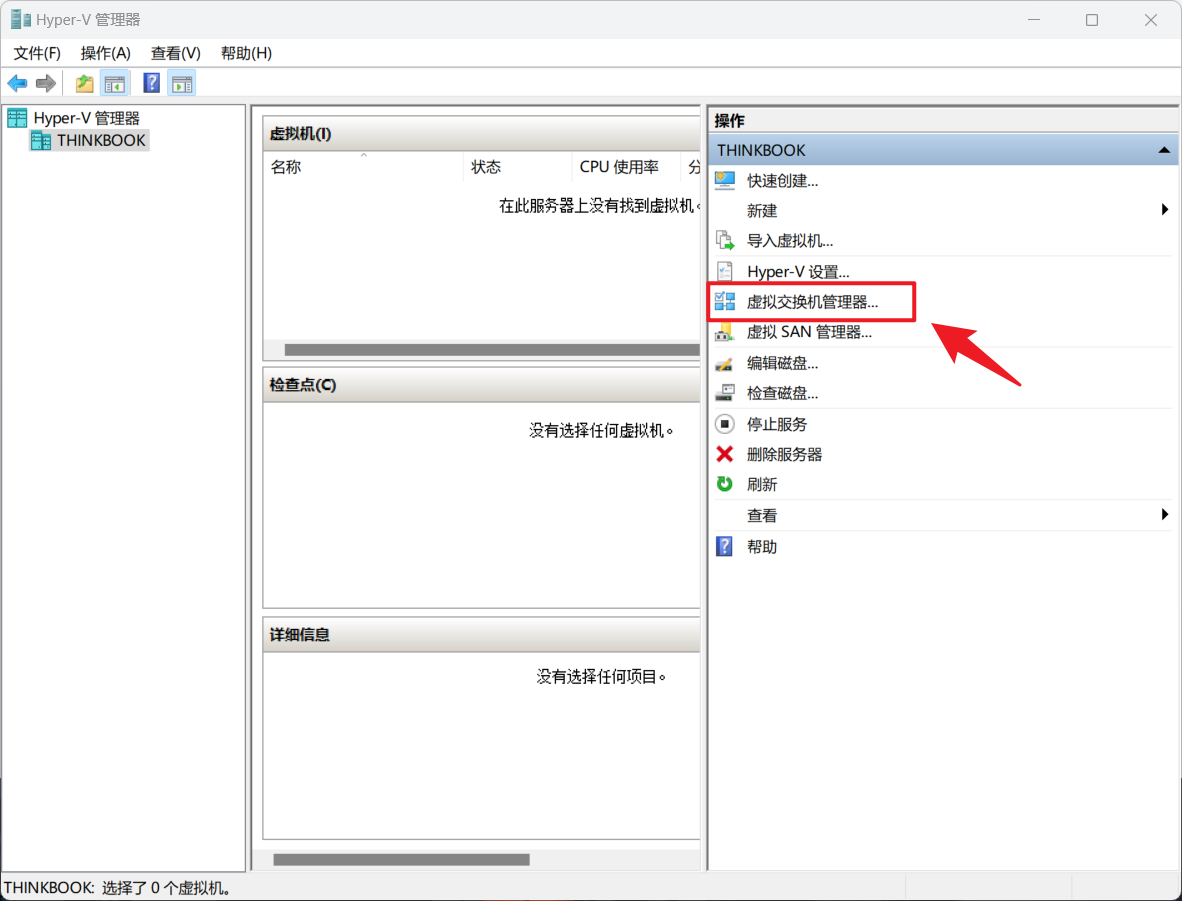 Hyper-V 管理器
文件(F) 操作(A) 查看(V) 帮助(H)
Hyper-V 管理器
THINKBOOK
虚拟机(I)
名称 状态 CPU 使用率 分
在此服务器上没有找到虚拟机。
检查点(C)
没有选择任何虚拟机。
详细信息
没有选择任何项目。
操作
THINKBOOK
快速创建...
新建
导入虚拟机...
Hyper-V 设置...
虚拟交换机管理器...
虚拟 SAN 管理器...
编辑磁盘...
检查磁盘...
停止服务
删除服务器
刷新
查看
帮助
THINKBOOK: 选择了 0 个虚拟机。